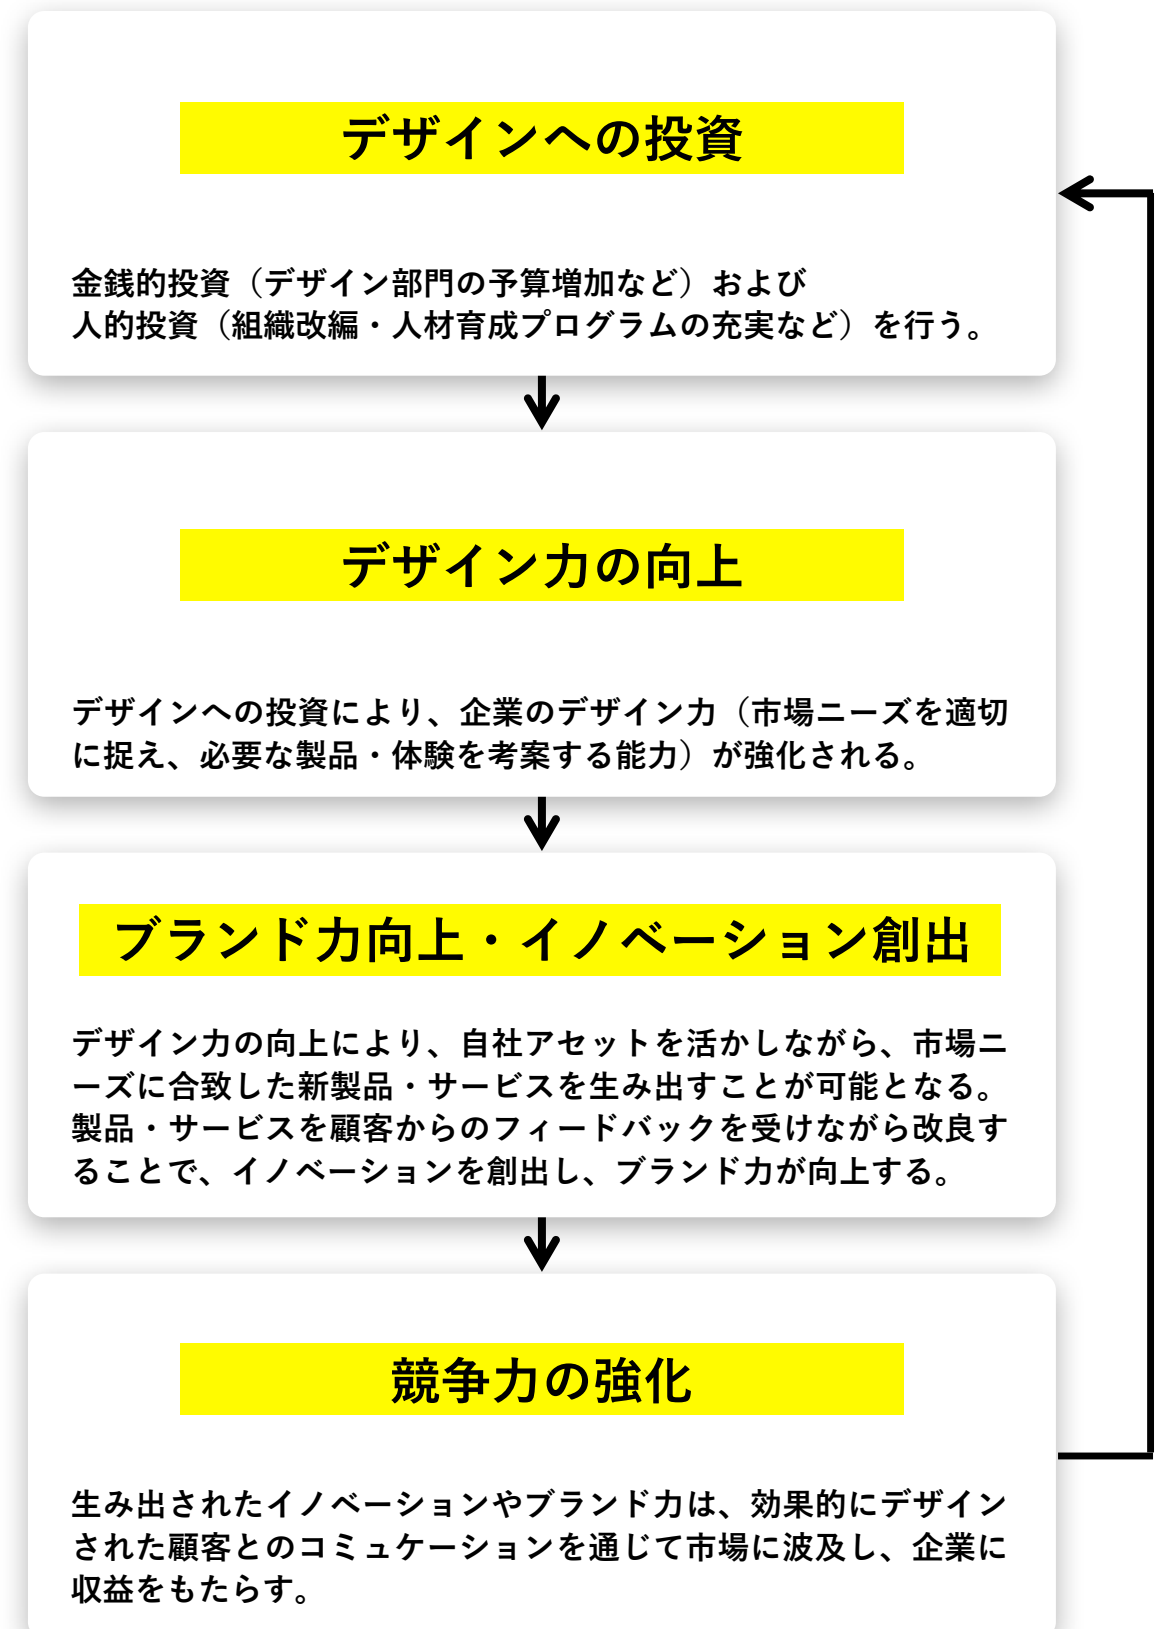 デザインへの投資
金銭的投資（デザイン部門の予算増加など）および
人的投資（組織改編・人材育成プログラムの充実など）を行う。
デザイン力の向上
デザインへの投資により、企業のデザイン力（市場ニーズを適切
に捉え、必要な製品・体験を考案する能力）が強化される。
ブランド力向上・イノベーション創出
デザイン力の向上により、自社アセットを活かしながら、市場ニ
ーズに合致した新製品・サービスを生み出すことが可能となる。
製品・サービスを顧客からのフィードバックを受けながら改良す
ることで、イノベーションを創出し、ブランド力が向上する。
競争力の強化
生み出されたイノベーションやブランド力は、効果的にデザイン
された顧客とのコミュケーションを通じて市場に波及し、企業に
収益をもたらす。